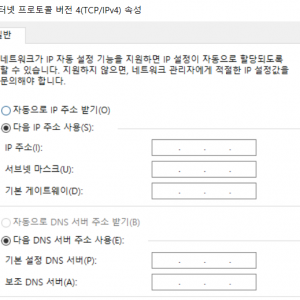 터넷 프로토콜 버전 4(TCP/IPv4) 속성
일반
네트워크가 IP 자동 설정 기능을 지원하면 IP 설정이 자동으로 할당되도록
할 수 있습니다. 지원하지 않으면, 네트워크 관리자에게 적절한 IP 설정값을
문의해야 합니다.
자동으로 IP 주소 받기(O)
다음 IP 주소 사용(S):
IP 주소(I):
서브넷 마스크(U):
기본 게이트웨이(D):
자동으로 DNS 서버 주소 받기(B)
다음 DNS 서버 주소 사용(E):
기본 설정 DNS 서버(P):
보조 DNS 서버(A):